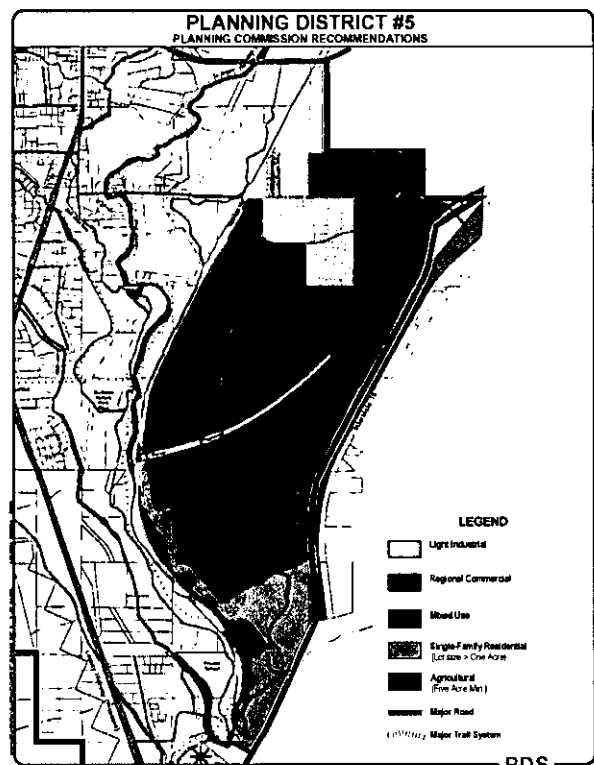 PLANNING DISTRICT #5
PLANNING COMMISSION RECOMMENDATIONS
LEGEND
Light Industrial
Regional Commercial
Mixed Use
Single-Family Residential
(Lot size > One Acre)
Agricultural
(Five Acre Min)
Major Road
Major Trail System
BDS